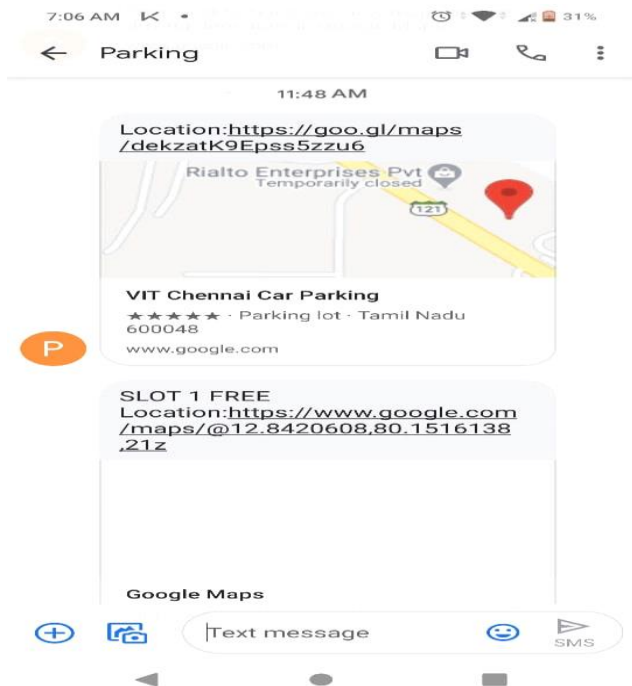 7:06 AM K •
31%
Parking
11:48 AM
Location:https://goo.gl/maps
/dekzatK9Epss5zzu6
Rialto Enterprises Pvt
Temporarily closed
121
VIT Chennai Car Parking
★★★★★ · Parking lot · Tamil Nadu
600048
www.google.com
P
SLOT 1 FREE
Location:https://www.google.com
/maps/@12.8420608,80.1516138
,21z
Google Maps
Text message
SMS